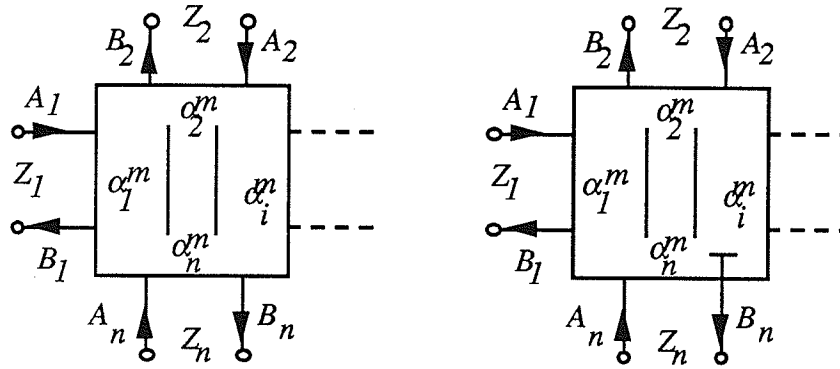 Z₂ Z₂
B₂ A₂ B₂ A₂
A₁ A₁
α₂ᵐ α₂ᵐ
Z₁ α₁ᵐ αᵢᵐ Z₁ α₁ᵐ αᵢᵐ
B₁ αₙᵐ B₁ αₙᵐ
Aₙ Bₙ Aₙ Bₙ
Zₙ Zₙ